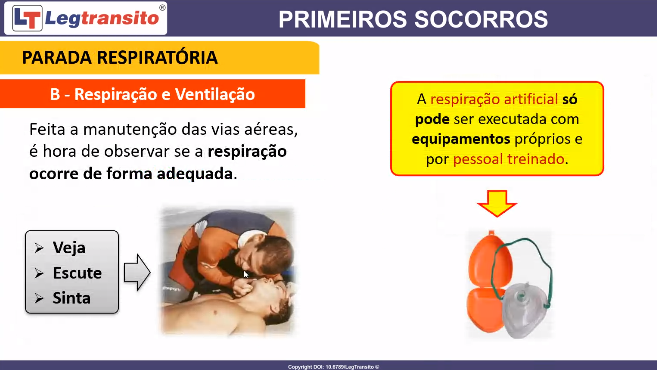 LT Legtransito®
PRIMEIROS SOCORROS
PARADA RESPIRATÓRIA
B - Respiração e Ventilação
Feita a manutenção das vias aéreas,
é hora de observar se a respiração
ocorre de forma adequada.
➢ Veja
➢ Escute
➢ Sinta
A respiração artificial só
pode ser executada com
equipamentos próprios e
por pessoal treinado.
Copyright DOI: 10.6789/LegTransito ©